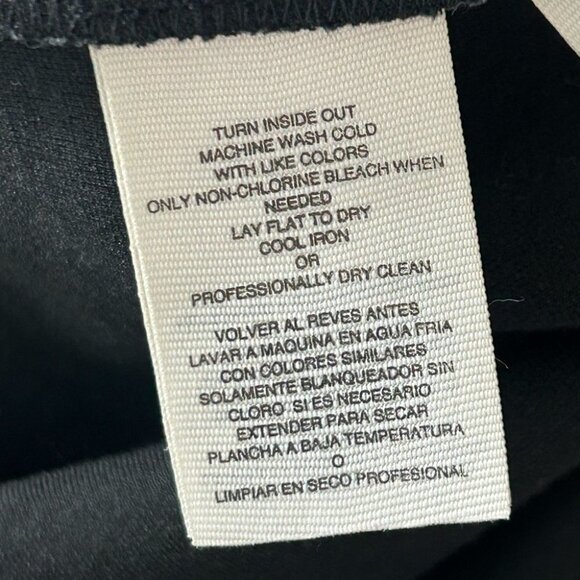 TURN INSIDE OUT
MACHINE WASH COLD
WITH LIKE COLORS
ONLY NON-CHLORINE BLEACH WHEN
NEEDED
LAY FLAT TO DRY
COOL IRON
OR
PROFESSIONALLY DRY CLEAN
VOLVER AL REVES ANTES
LAVAR A MAQUINA EN AGUA FRIA
CON COLORES SIMILARES
SOLAMENTE BLANQUEADOR SIN
CLORO SI ES NECESARIO
EXTENDER PARA SECAR
PLANCHA A BAJA TEMPERATURA
O
LIMPIAR EN SECO PROFESIONAL